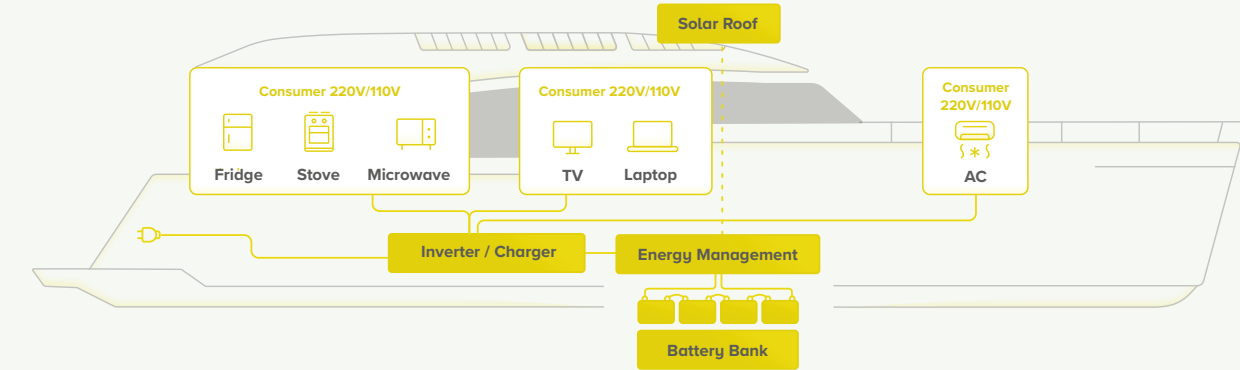 Solar Roof
Consumer 220V/110V
Fridge
Stove
Microwave
Consumer 220V/110V
TV
Laptop
Consumer
220V/110V
AC
Inverter / Charger
Energy Management
Battery Bank